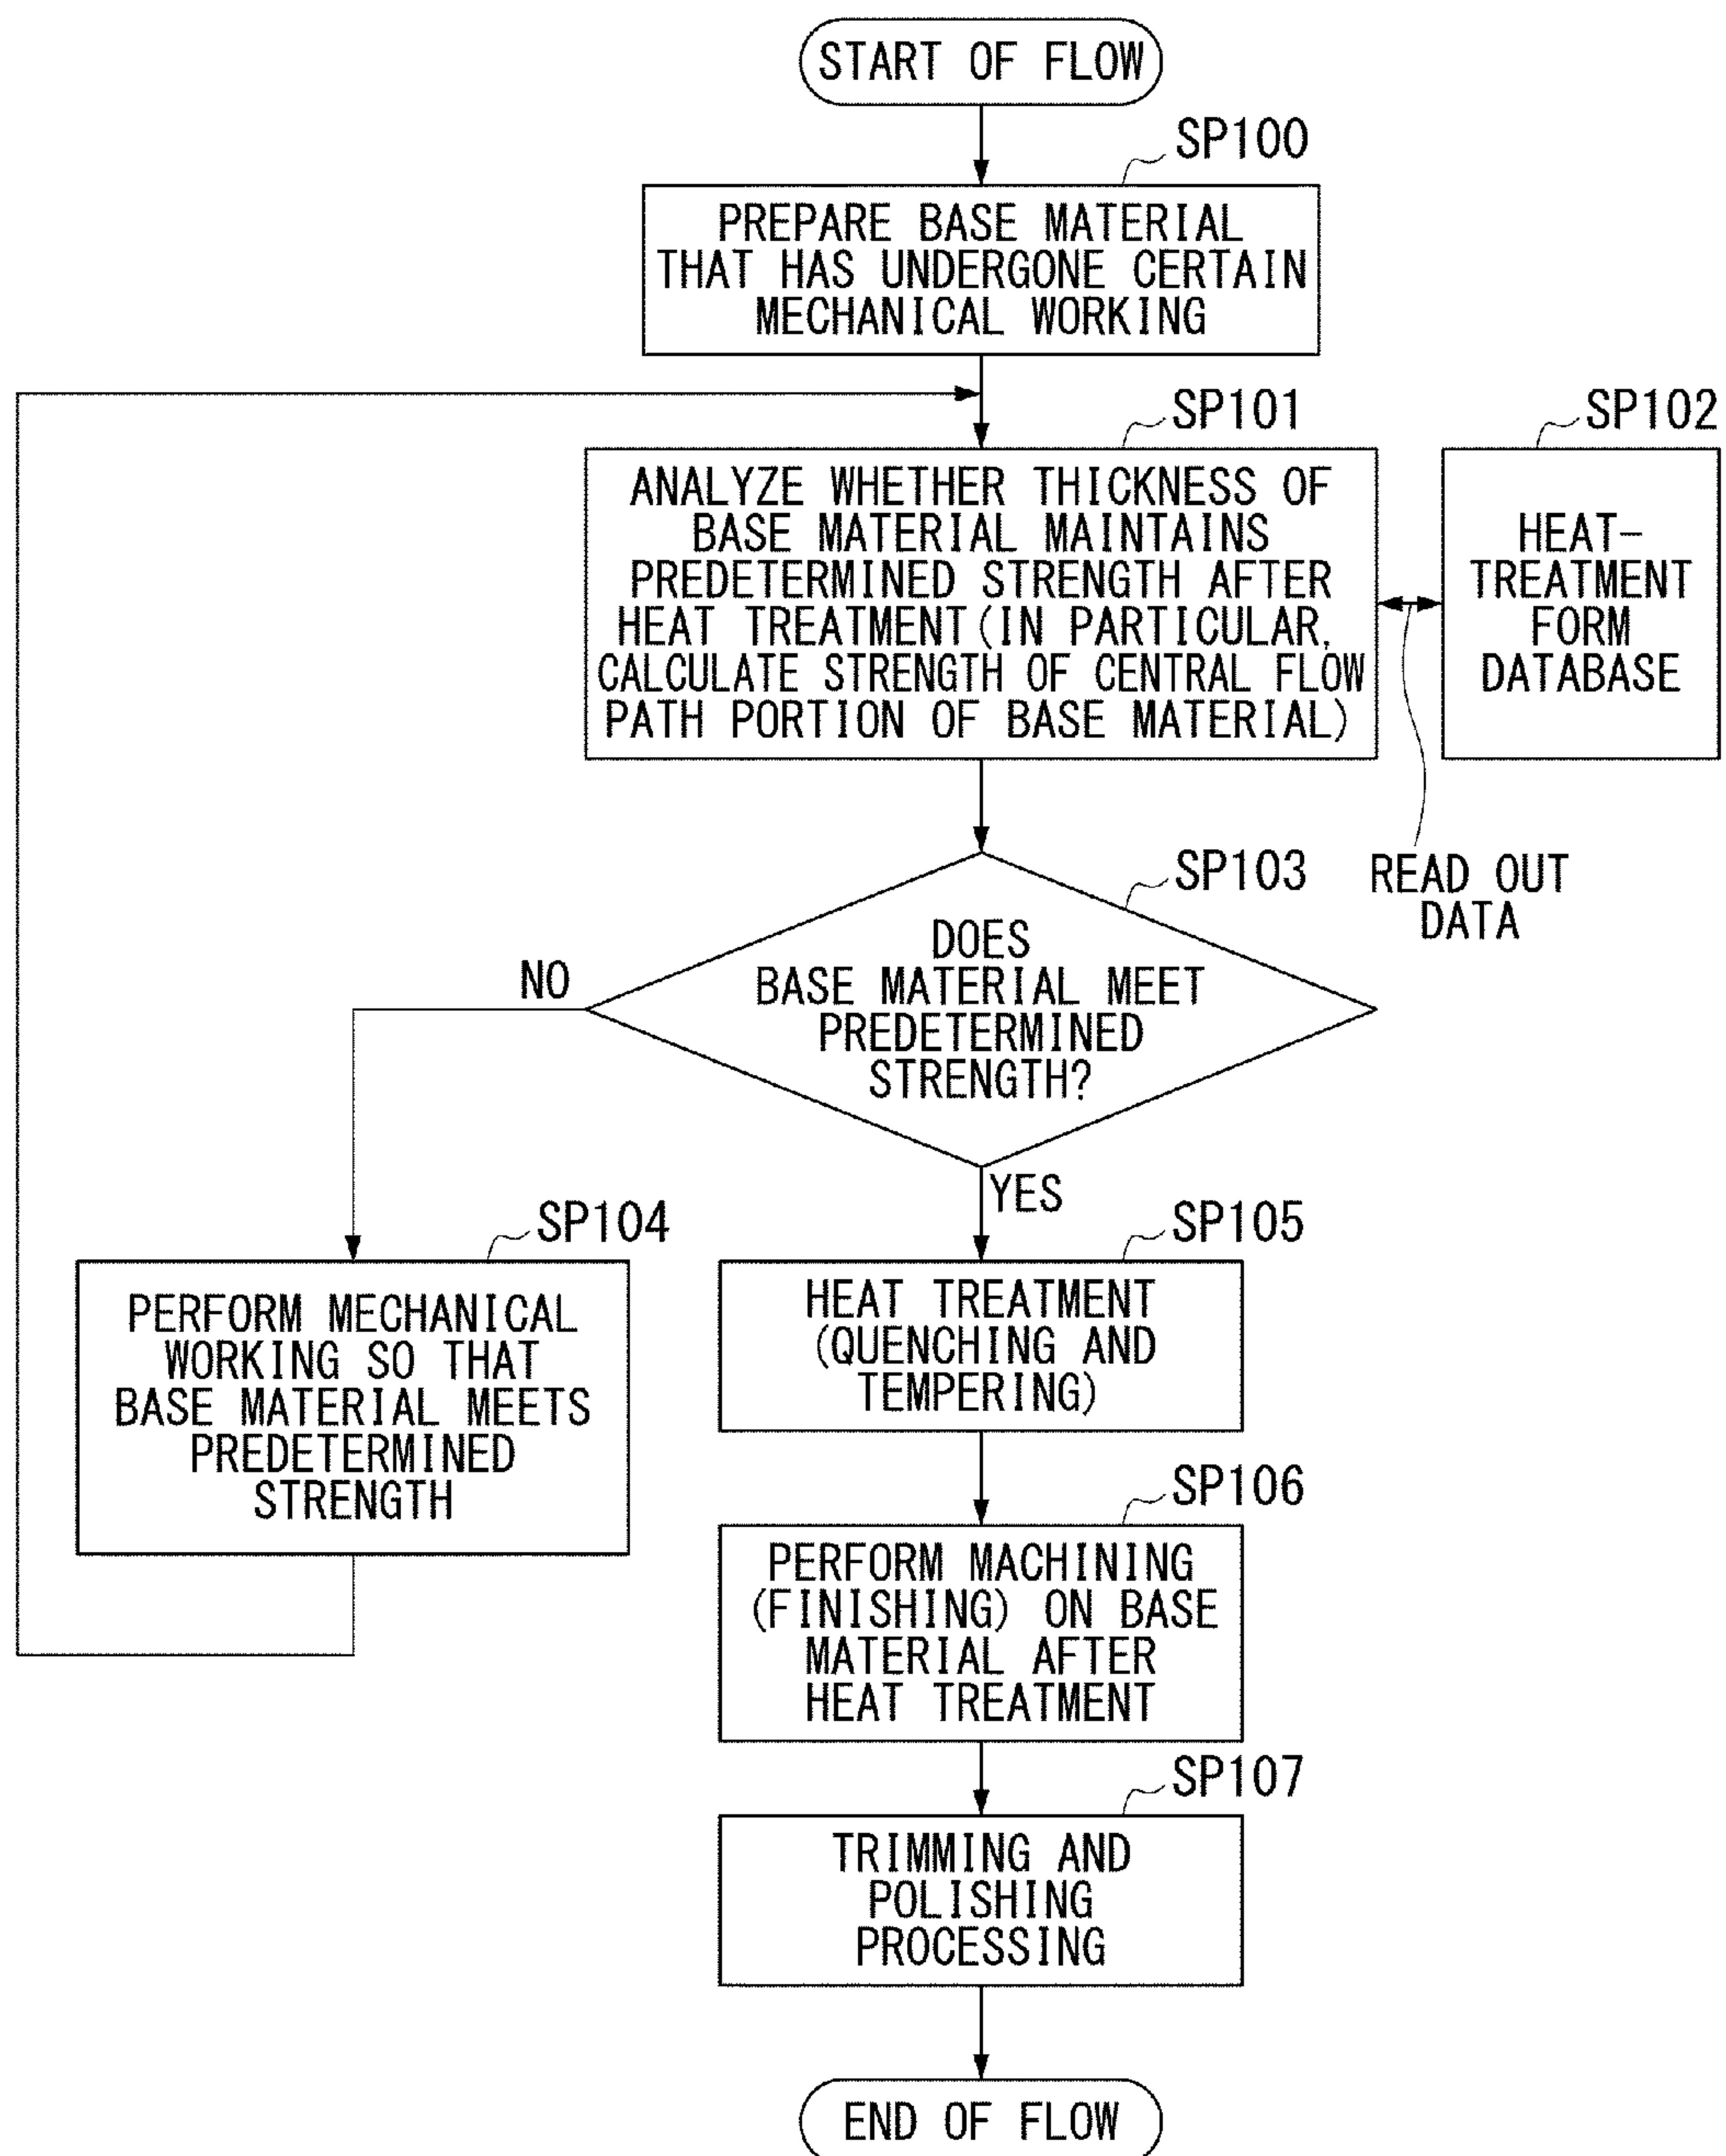 START OF FLOW
SP100
PREPARE BASE MATERIAL
THAT HAS UNDERGONE CERTAIN
MECHANICAL WORKING
SP101
ANALYZE WHETHER THICKNESS OF
BASE MATERIAL MAINTAINS
PREDETERMINED STRENGTH AFTER
HEAT TREATMENT(IN PARTICULAR,
CALCULATE STRENGTH OF CENTRAL FLOW
PATH PORTION OF BASE MATERIAL)
SP102
HEAT-
TREATMENT
FORM
DATABASE
READ OUT
DATA
SP103
DOES
BASE MATERIAL MEET
PREDETERMINED
STRENGTH?
NO
YES
SP104
PERFORM MECHANICAL
WORKING SO THAT
BASE MATERIAL MEETS
PREDETERMINED
STRENGTH
SP105
HEAT TREATMENT
(QUENCHING AND
TEMPERING)
SP106
PERFORM MACHINING
(FINISHING) ON BASE
MATERIAL AFTER
HEAT TREATMENT
SP107
TRIMMING AND
POLISHING
PROCESSING
END OF FLOW